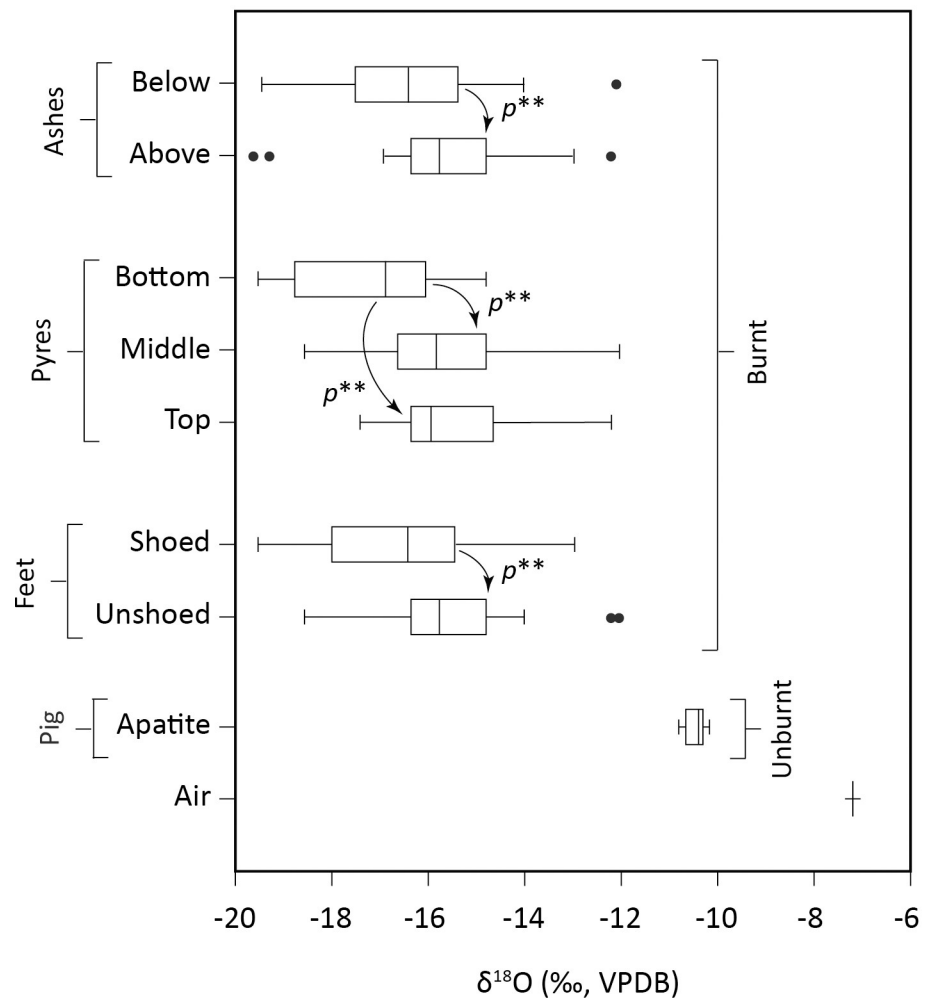 Ashes
Below
p**
Above
Pyres
Bottom
p**
Middle
p**
Top
Burnt
Feet
Shoed
p**
Unshoed
Pig
Apatite
Unburnt
Air
-20 -18 -16 -14 -12 -10 -8 -6
δ¹⁸O (‰, VPDB)